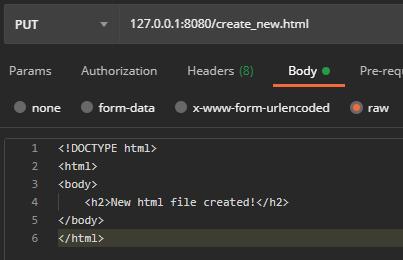 PUT 127.0.0.1:8080/create_new.html
Params Authorization Headers (8) Body Pre-requ
none form-data x-www-form-urlencoded raw
1 <!DOCTYPE html>
2 <html>
3 <body>
4 <h2>New html file created!</h2>
5 </body>
6 </html>